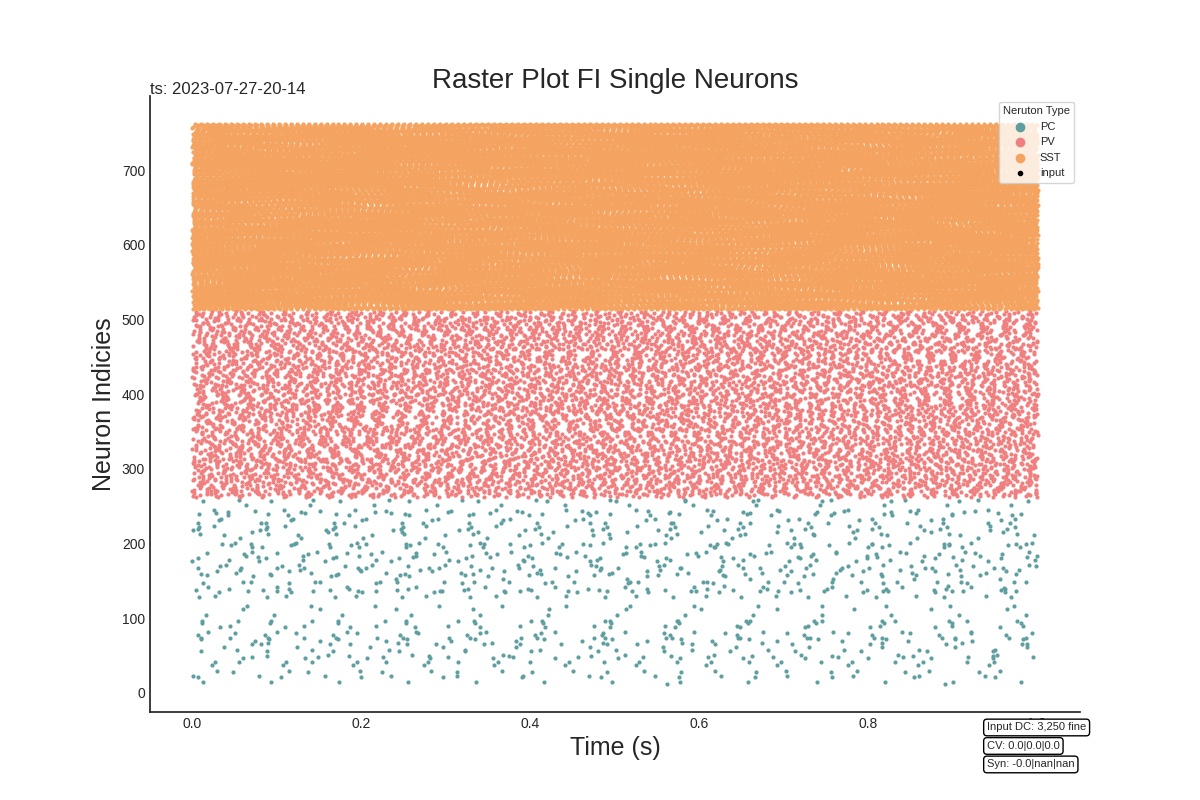 Raster Plot FI Single Neurons
ts: 2023-07-27-20-14
Neruton Type
PC
PV
SST
input
Neuron Indicies
700
600
500
400
300
200
100
0
0.0
0.2
0.4
0.6
0.8
Time (s)
Input DC: 3,250 fine
CV: 0.0|0.0|0.0
Syn: -0.0|nan|nan